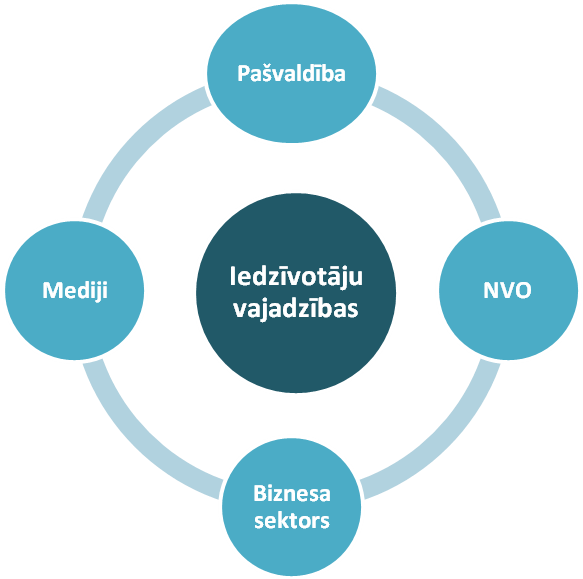 Pašvaldība
Mediji
Iedzīvotāju
vajadzības
NVO
Biznesa
sektors